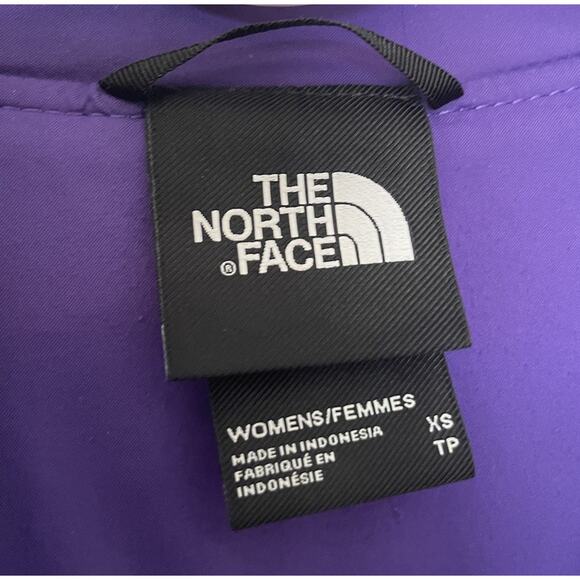 THE
NORTH
® FACE
WOMENS/FEMMES XS
MADE IN INDONESIA TP
FABRIQUÉ EN
INDONÉSIE